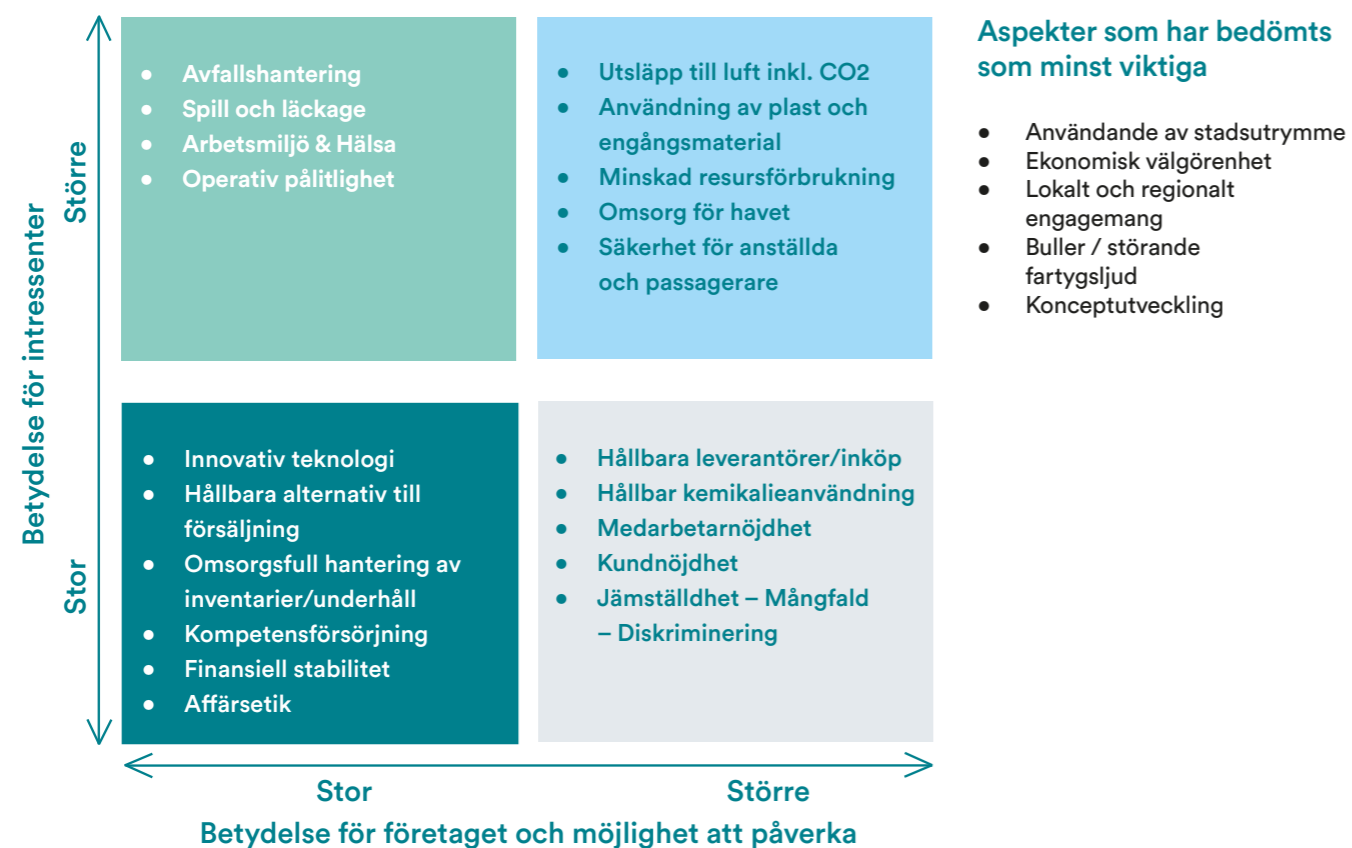 Betydelse för intressenter
Större
Stor
● Avfallshantering
● Spill och läckage
● Arbetsmiljö & Hälsa
● Operativ pålitlighet
● Utsläpp till luft inkl. CO2
● Användning av plast och
engångsmaterial
● Minskad resursförbrukning
● Omsorg för havet
● Säkerhet för anställda
och passagerare
● Innovativ teknologi
● Hållbara alternativ till
försäljning
● Omsorgsfull hantering av
inventarier/underhåll
● Kompetensförsörjning
● Finansiell stabilitet
● Affärsetik
● Hållbara leverantörer/inköp
● Hållbar kemikalieanvändning
● Medarbetarnöjdhet
● Kundnöjdhet
● Jämställdhet – Mångfald
– Diskriminering
Stor
Större
Betydelse för företaget och möjlighet att påverka
Aspekter som har bedömts
som minst viktiga
● Användande av stadsutrymme
● Ekonomisk välgörenhet
● Lokalt och regionalt
engagemang
● Buller / störande
fartygsljud
● Konceptutveckling